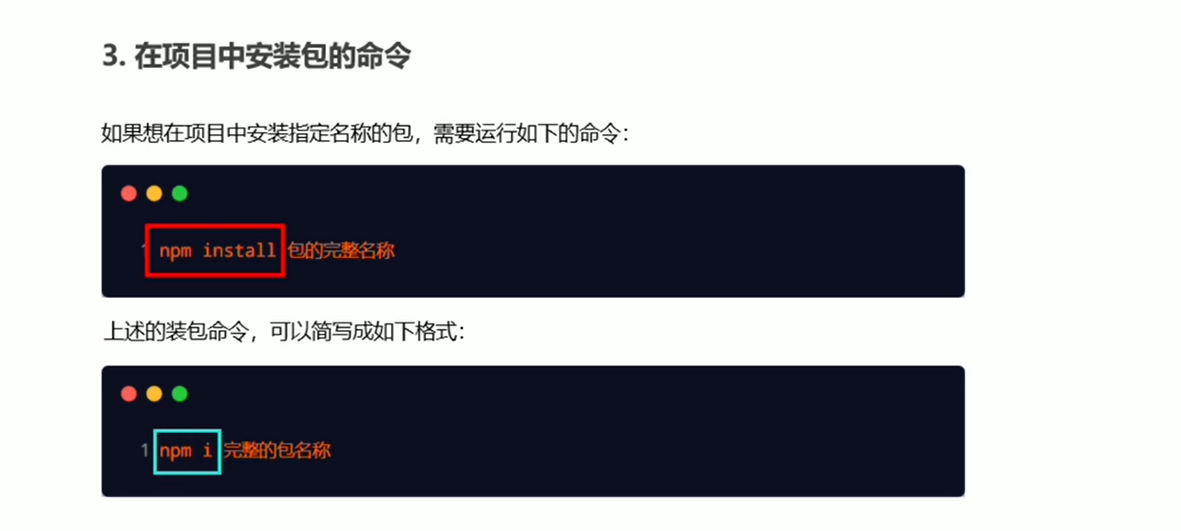 3. 在项目中安装包的命令
如果想在项目中安装指定名称的包，需要运行如下的命令：
1 npm install 包的完整名称
上述的装包命令，可以简写成如下格式：
1 npm i 完整的包名称